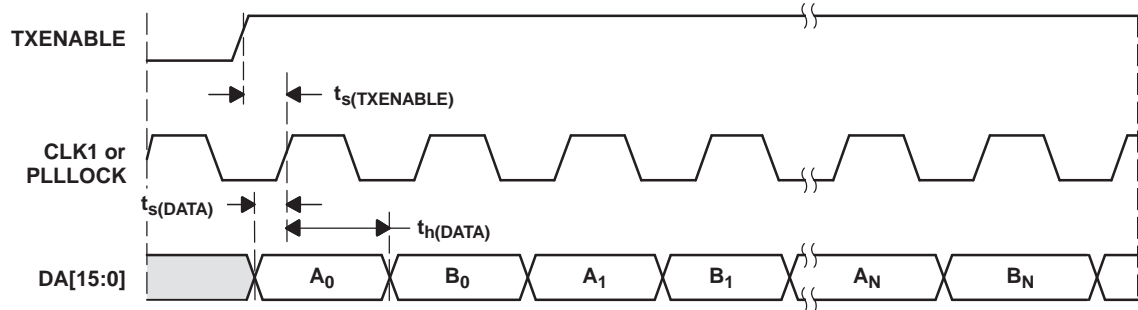 TXENABLE
ts(TXENABLE)
CLK1 or
PLLLOCK
ts(DATA)
th(DATA)
DA[15:0]
A0
B0
A1
B1
AN
BN